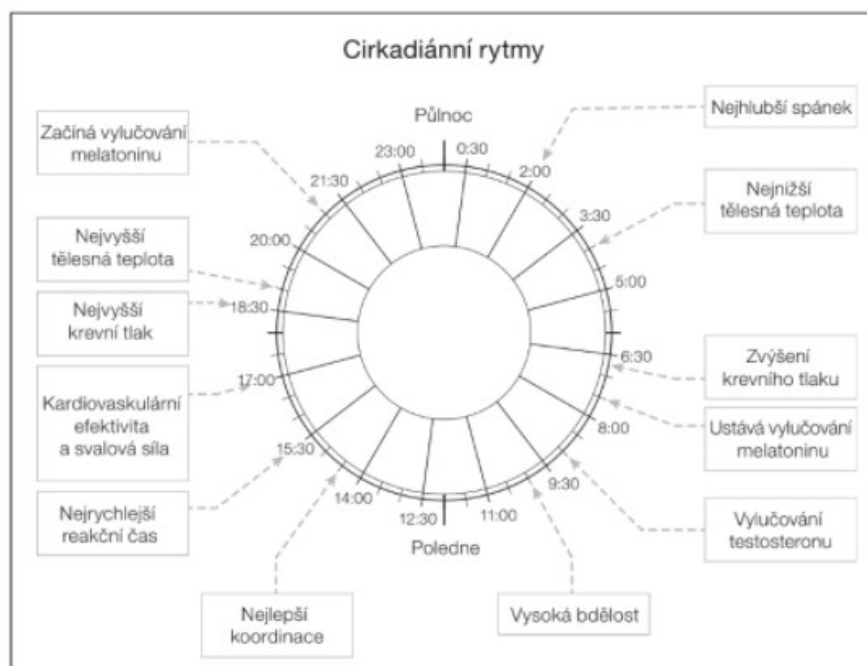 Cirkadiánní rytmy
Půlnoc
0:30
2:00
3:30
5:00
6:30
8:00
9:30
11:00
Poledne
12:30
14:00
15:30
17:00
18:30
20:00
21:30
23:00
Nejhlubší spánek
Nejnižší
tělesná teplota
Zvýšení
krevního tlaku
Ustává vylučování
melatoninu
Vylučování
testosteronu
Vysoká bdělost
Nejlepší
koordinace
Nejrychlejší
reakční čas
Kardiovaskulární
efektivita
a svalová síla
Nejvyšší
krevní tlak
Nejvyšší
tělesná teplota
Začíná vylučování
melatoninu